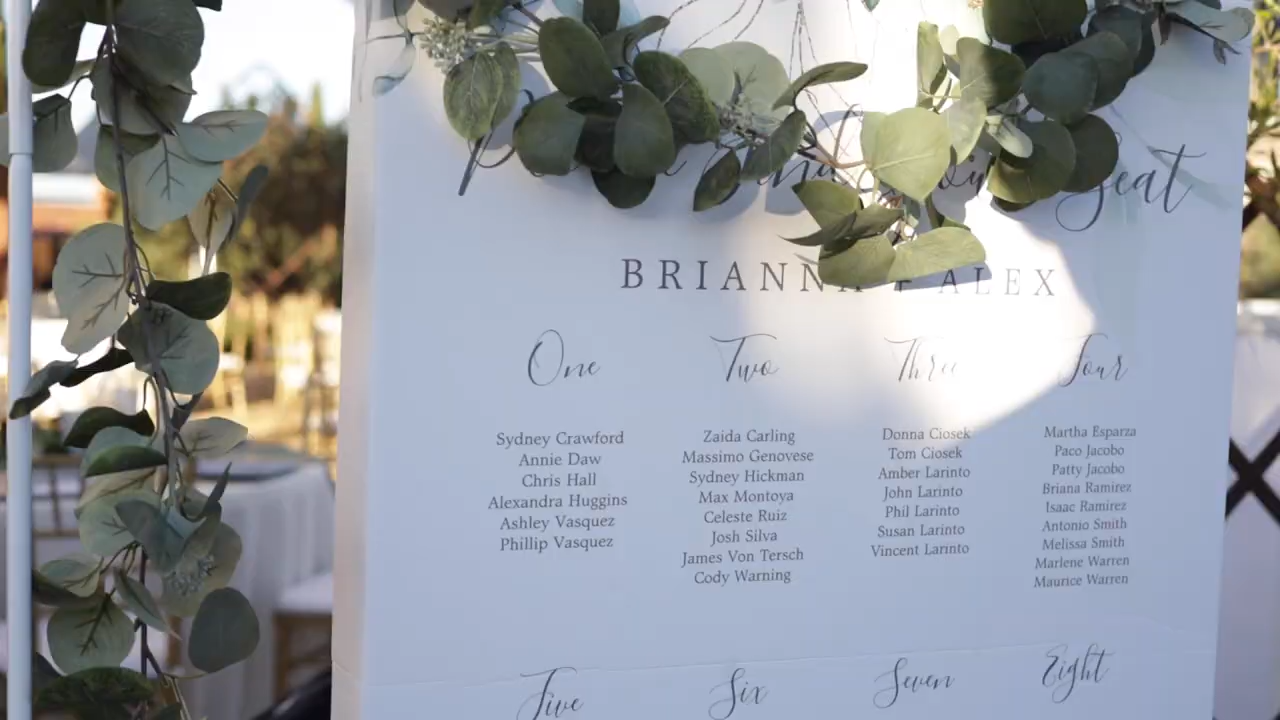 Find Your Seat
BRIANNA + ALEX
One
Sydney Crawford
Annie Daw
Chris Hall
Alexandra Huggins
Ashley Vasquez
Phillip Vasquez
Two
Zaida Carling
Massimo Genovese
Sydney Hickman
Max Montoya
Celeste Ruiz
Josh Silva
James Von Tersch
Cody Warning
Three
Donna Ciosek
Tom Ciosek
Amber Larinto
John Larinto
Phil Larinto
Susan Larinto
Vincent Larinto
Four
Martha Esparza
Paco Jacobo
Patty Jacobo
Briana Ramirez
Isaac Ramirez
Antonio Smith
Melissa Smith
Marlene Warren
Maurice Warren
Five
Six
Seven
Eight